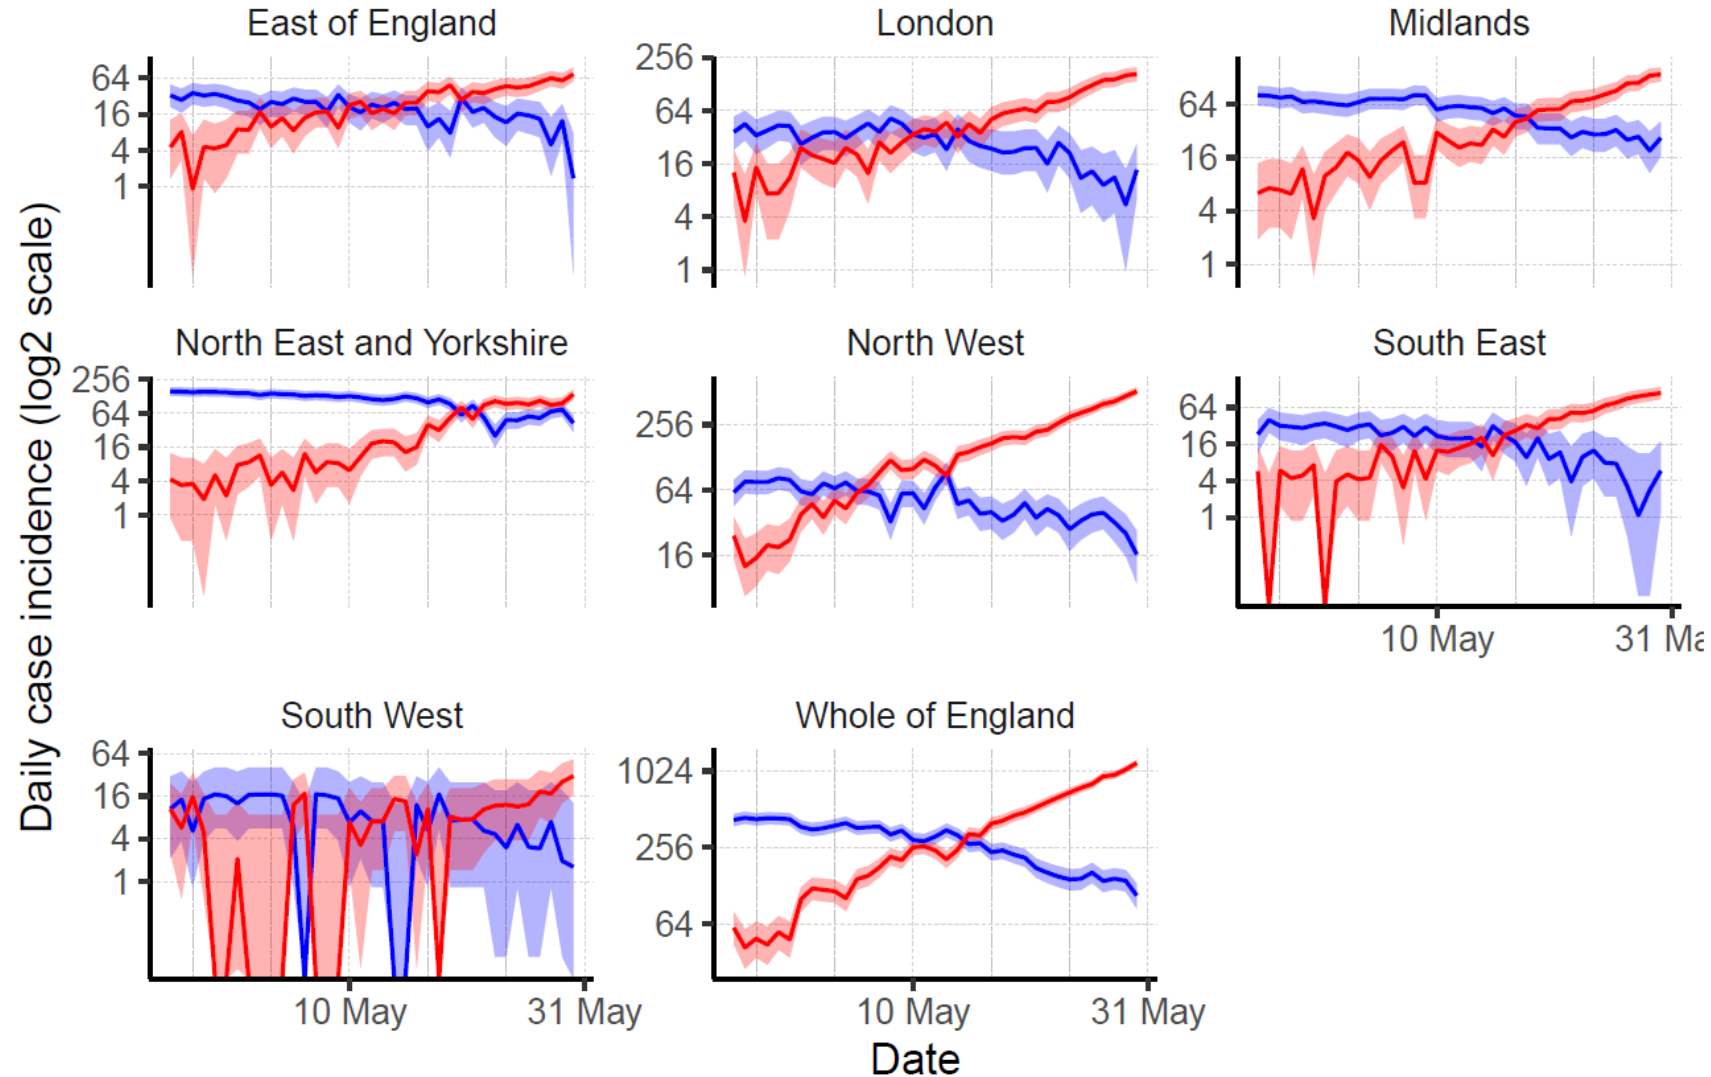 East of England
London
Midlands
64
16
4
1
256
64
16
4
1
64
16
4
1
North East and Yorkshire
North West
South East
256
64
16
4
1
256
64
16
64
16
4
1
10 May
31 Ma
South West
Whole of England
64
16
4
1
1024
256
64
10 May
31 May
10 May
31 May
Date
Daily case incidence (log2 scale)